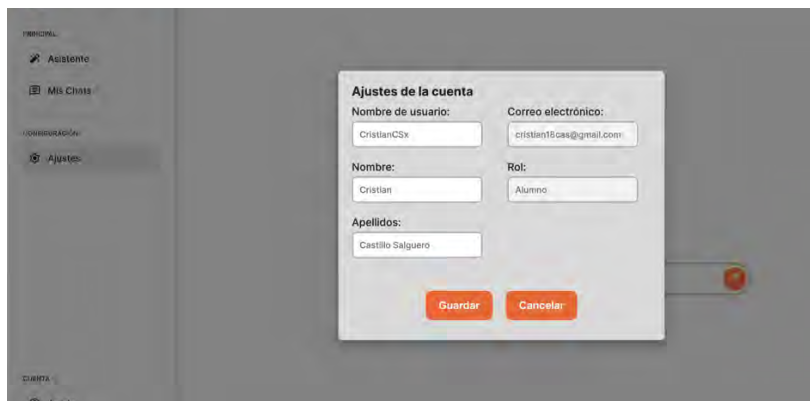 PRINCIPAL
Asistente
Mis Chats
CONFIGURACIÓN
Ajustes
Ajustes de la cuenta
Nombre de usuario:
Correo electrónico:
CristianCSx
cristian16cas@gmail.com
Nombre:
Rol:
Cristian
Alumno
Apellidos:
Castillo Salguero
Guardar
Cancelar
CUENTA